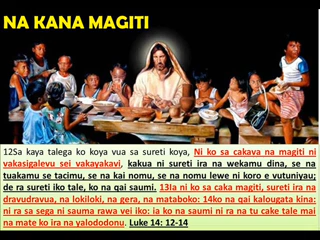 NA KANA MAGITI
12Sa kaya talega ko koya vua sa sureti koya, Ni ko sa cakava na magiti ni
vakasigalevu sei vakayakavi, kakua ni sureti ira na wekamu dina, se na
tuakamu se tacimu, se na kai nomu, se na nomu lewe ni koro e vutuniyau;
de ra sureti iko tale, ko na qai saumi. 13Ia ni ko sa caka magiti, sureti ira na
dravudravua, na lokiloki, na gera, na mataboko: 14ko na qai kalougata kina:
ni ra sa sega ni sauma rawa vei iko: ia ko na saumi ni ra na tu cake tale mai
na mate ko ira na yalododonu. Luke 14: 12-14